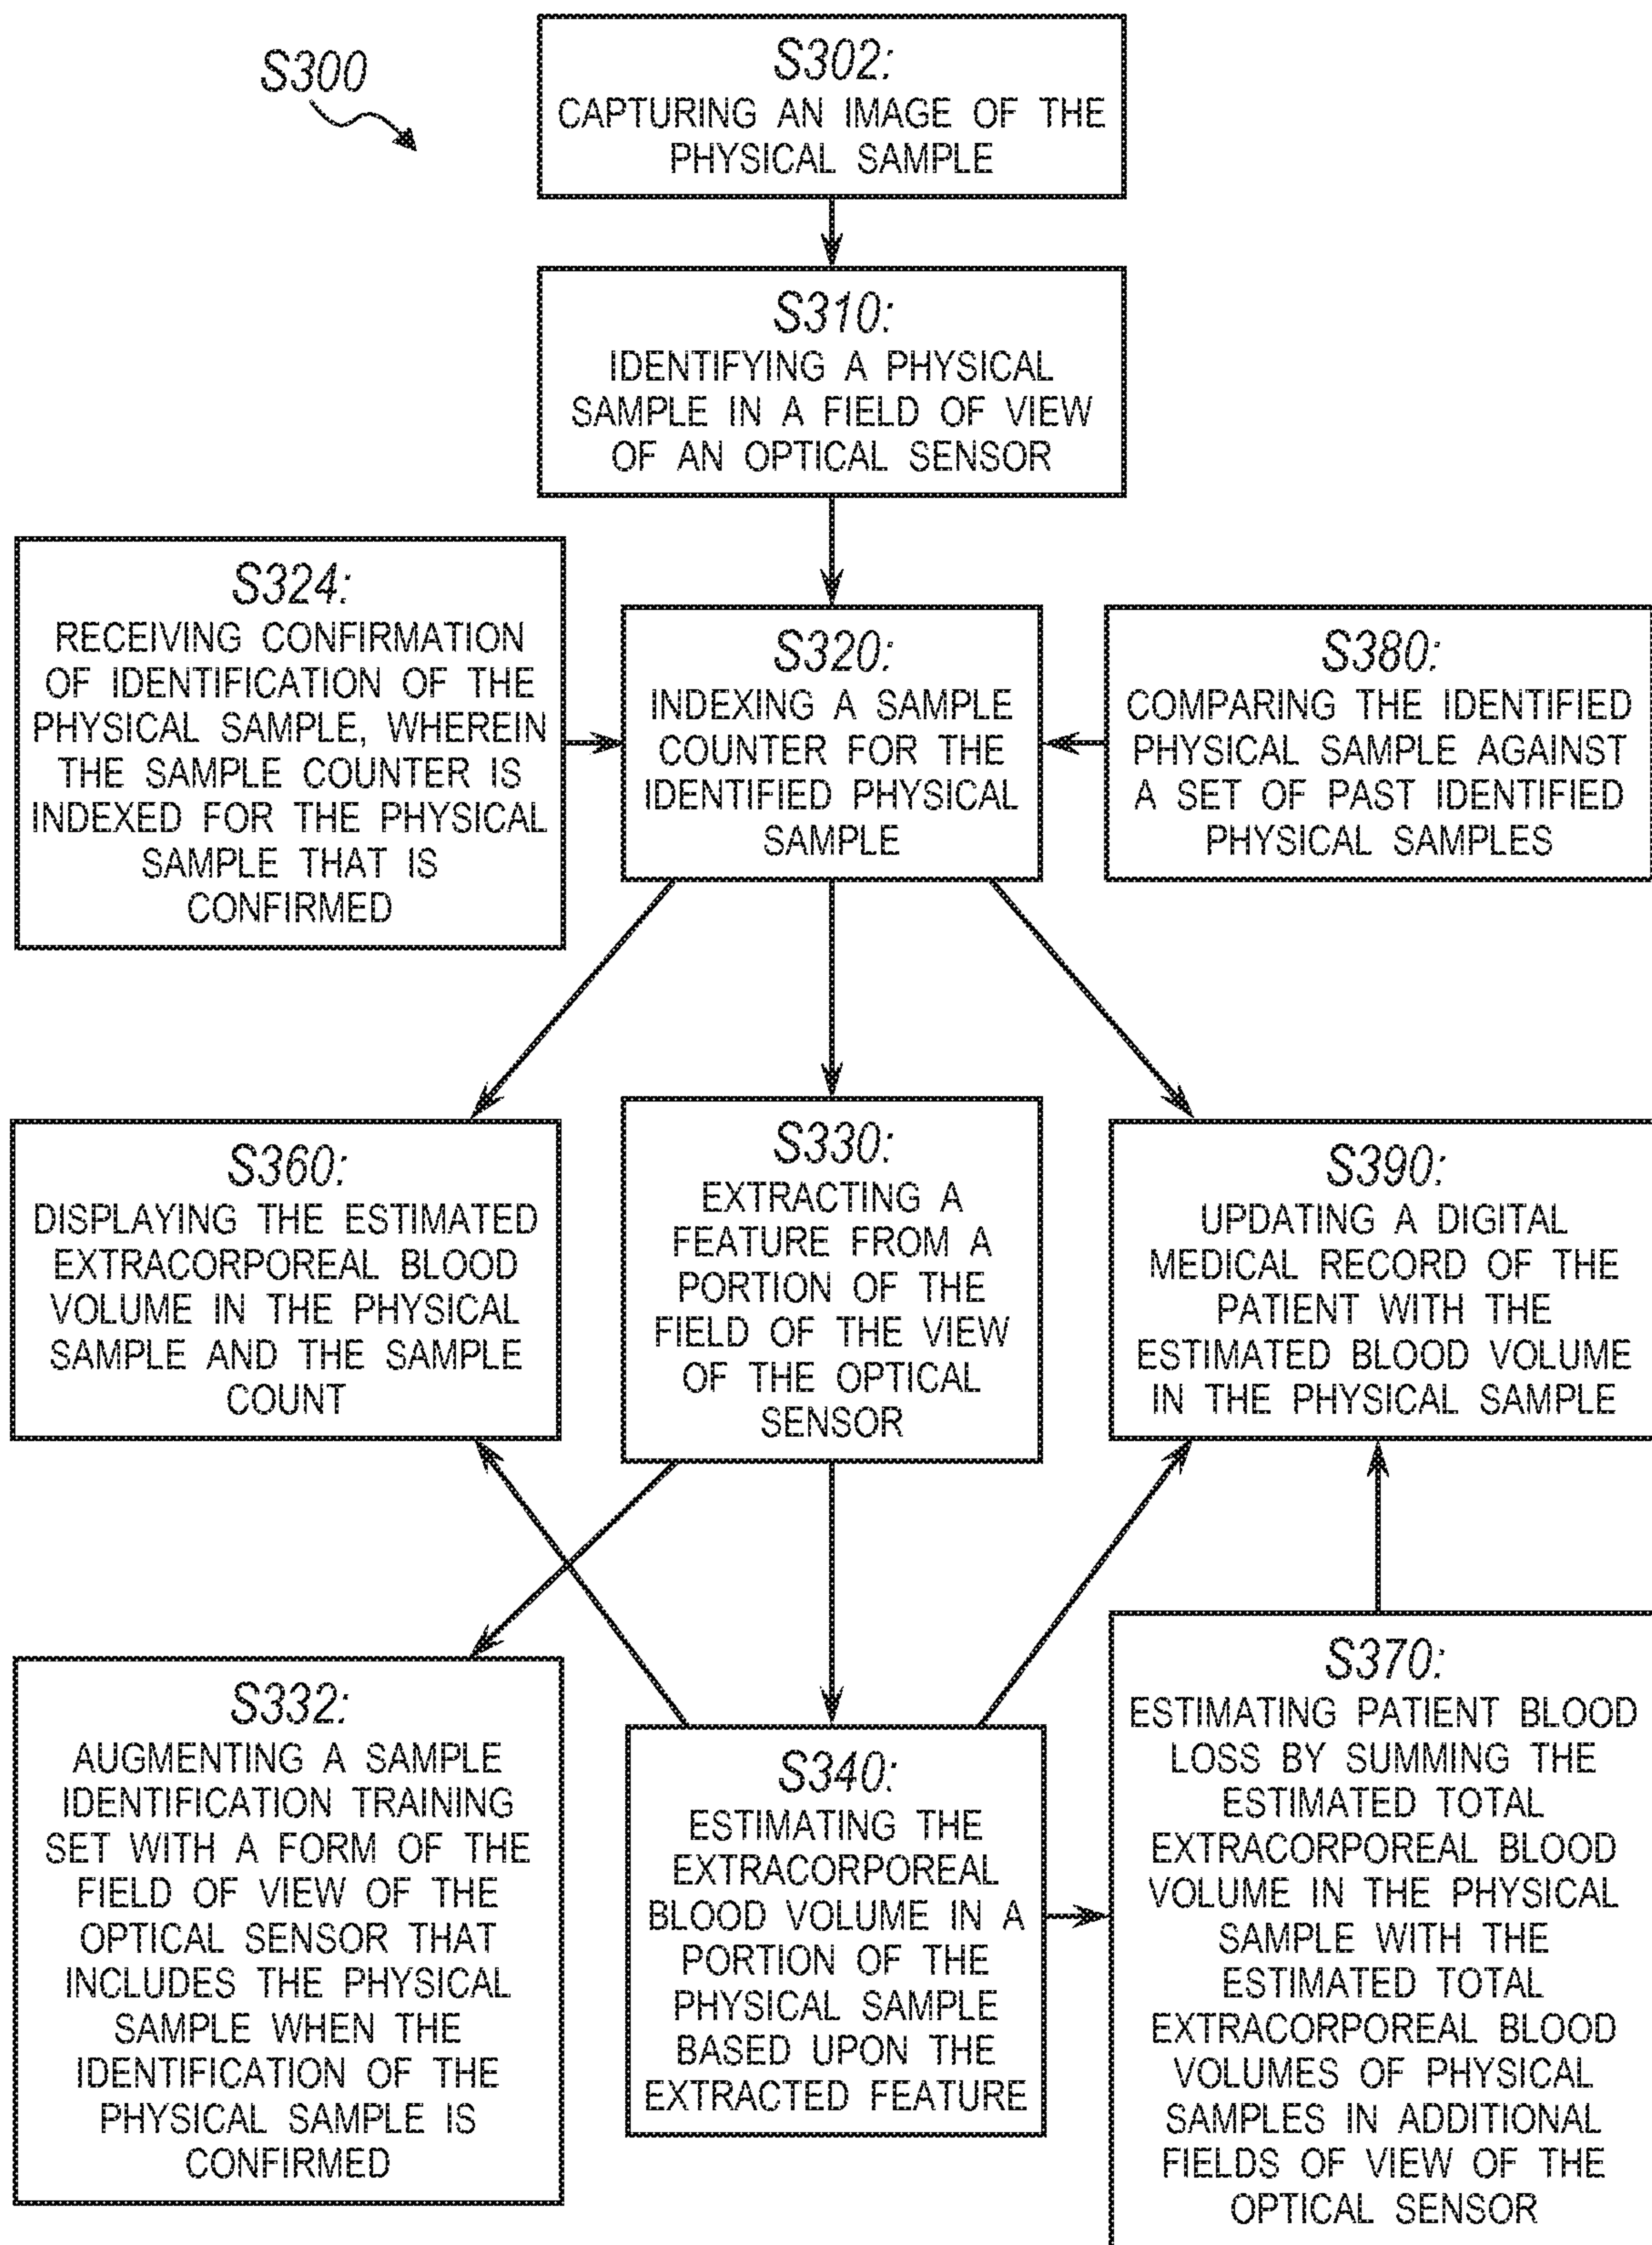 S300
S302:
CAPTURING AN IMAGE OF THE
PHYSICAL SAMPLE
S310:
IDENTIFYING A PHYSICAL
SAMPLE IN A FIELD OF VIEW
OF AN OPTICAL SENSOR
S324:
RECEIVING CONFIRMATION
OF IDENTIFICATION OF THE
PHYSICAL SAMPLE, WHEREIN
THE SAMPLE COUNTER IS
INDEXED FOR THE PHYSICAL
SAMPLE THAT IS
CONFIRMED
S320:
INDEXING A SAMPLE
COUNTER FOR THE
IDENTIFIED PHYSICAL
SAMPLE
S380:
COMPARING THE IDENTIFIED
PHYSICAL SAMPLE AGAINST
A SET OF PAST IDENTIFIED
PHYSICAL SAMPLES
S360:
DISPLAYING THE ESTIMATED
EXTRACORPOREAL BLOOD
VOLUME IN THE PHYSICAL
SAMPLE AND THE SAMPLE
COUNT
S330:
EXTRACTING A
FEATURE FROM A
PORTION OF THE
FIELD OF THE VIEW
OF THE OPTICAL
SENSOR
S390:
UPDATING A DIGITAL
MEDICAL RECORD OF THE
PATIENT WITH THE
ESTIMATED BLOOD VOLUME
IN THE PHYSICAL SAMPLE
S332:
AUGMENTING A SAMPLE
IDENTIFICATION TRAINING
SET WITH A FORM OF THE
FIELD OF VIEW OF THE
OPTICAL SENSOR THAT
INCLUDES THE PHYSICAL
SAMPLE WHEN THE
IDENTIFICATION OF THE
PHYSICAL SAMPLE IS
CONFIRMED
S340:
ESTIMATING THE
EXTRACORPOREAL
BLOOD VOLUME IN A
PORTION OF THE
PHYSICAL SAMPLE
BASED UPON THE
EXTRACTED FEATURE
S370:
ESTIMATING PATIENT BLOOD
LOSS BY SUMMING THE
ESTIMATED TOTAL
EXTRACORPOREAL BLOOD
VOLUME IN THE PHYSICAL
SAMPLE WITH THE
ESTIMATED TOTAL
EXTRACORPOREAL BLOOD
VOLUMES OF PHYSICAL
SAMPLES IN ADDITIONAL
FIELDS OF VIEW OF THE
OPTICAL SENSOR